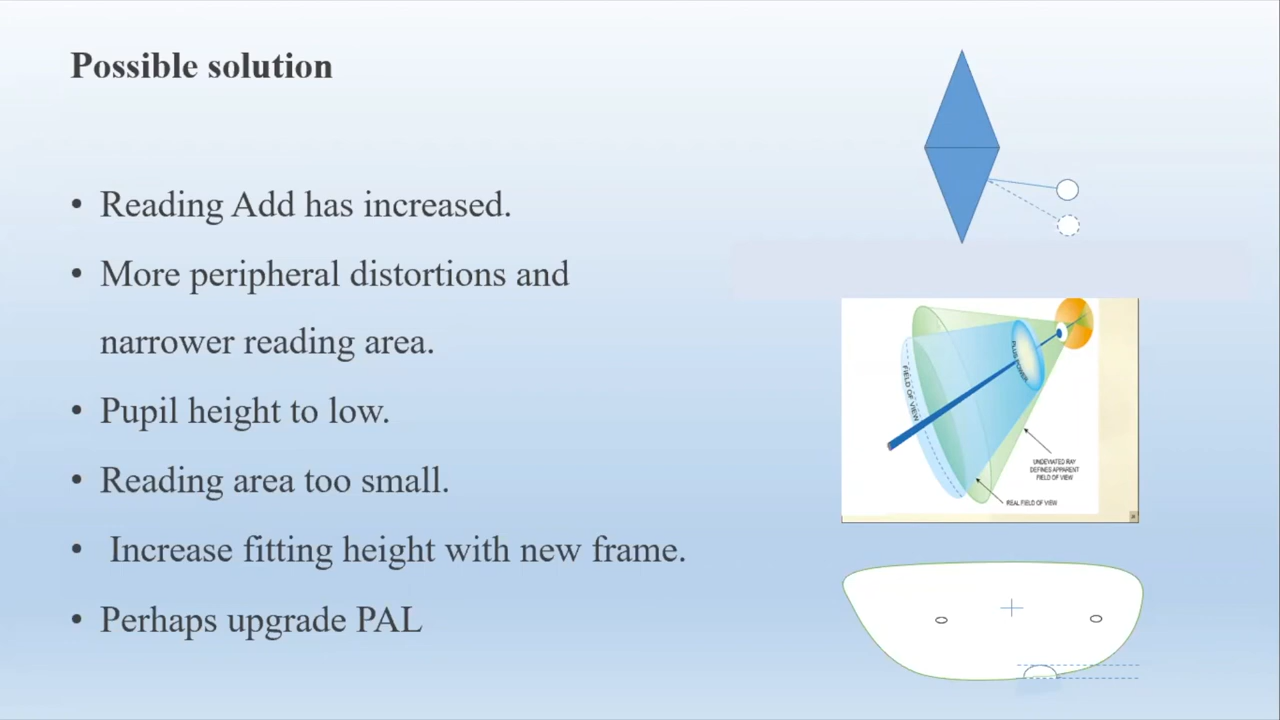 Possible solution
• Reading Add has increased.
• More peripheral distortions and
narrower reading area.
• Pupil height to low.
• Reading area too small.
• Increase fitting height with new frame.
• Perhaps upgrade PAL
PLUS POWER
FIELD OF VIEW
UNDEVIATED RAY
DEFINES APPARENT
FIELD OF VIEW
REAL FIELD OF VIEW